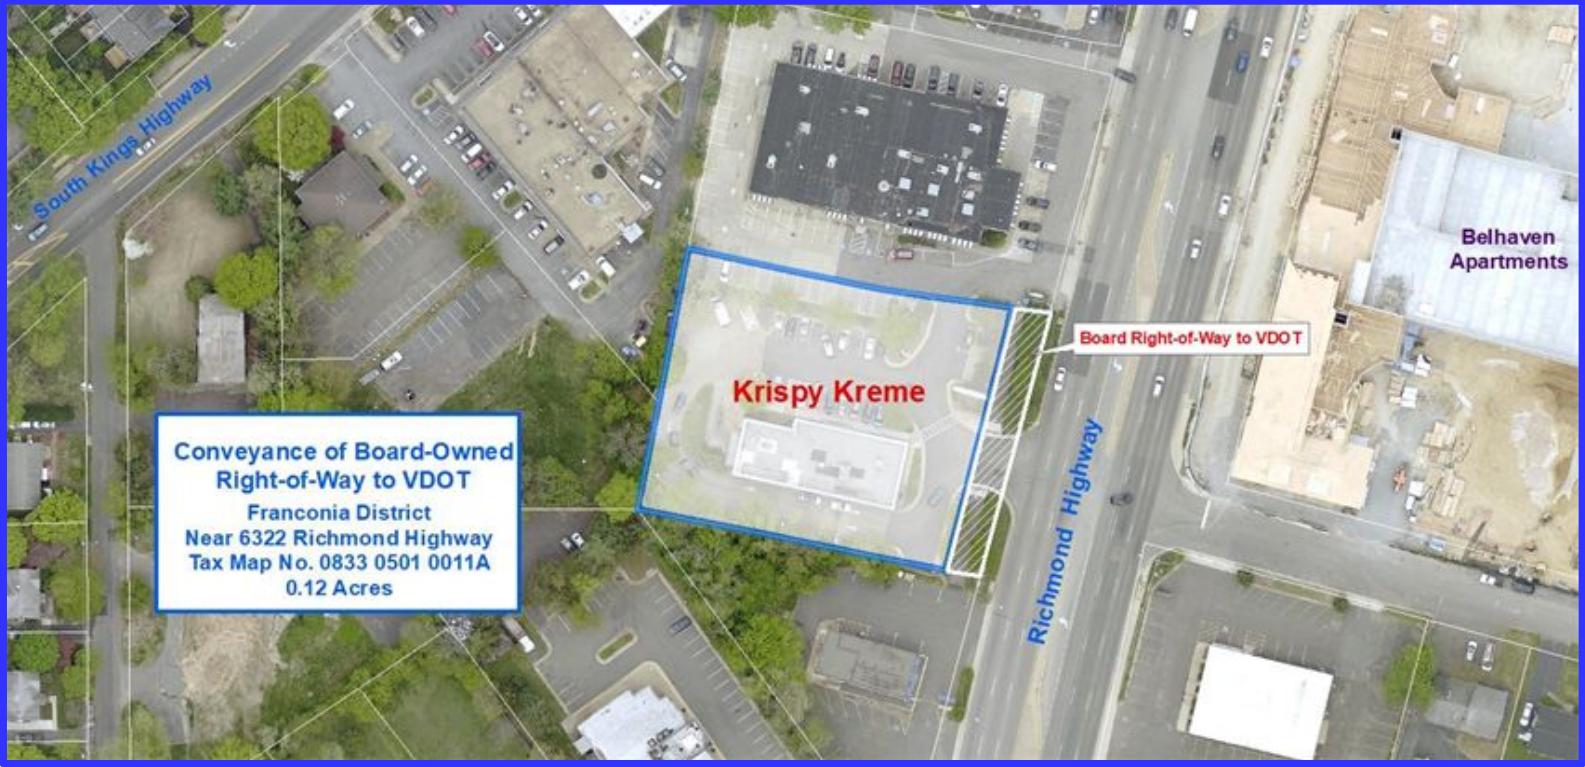 South Kings Highway
Belhaven
Apartments
Board Right-of-Way to VDOT
Krispy Kreme
Conveyance of Board-Owned
Right-of-Way to VDOT
Franconia District
Near 6322 Richmond Highway
Tax Map No. 0833 0501 0011A
0.12 Acres
Richmond Highway